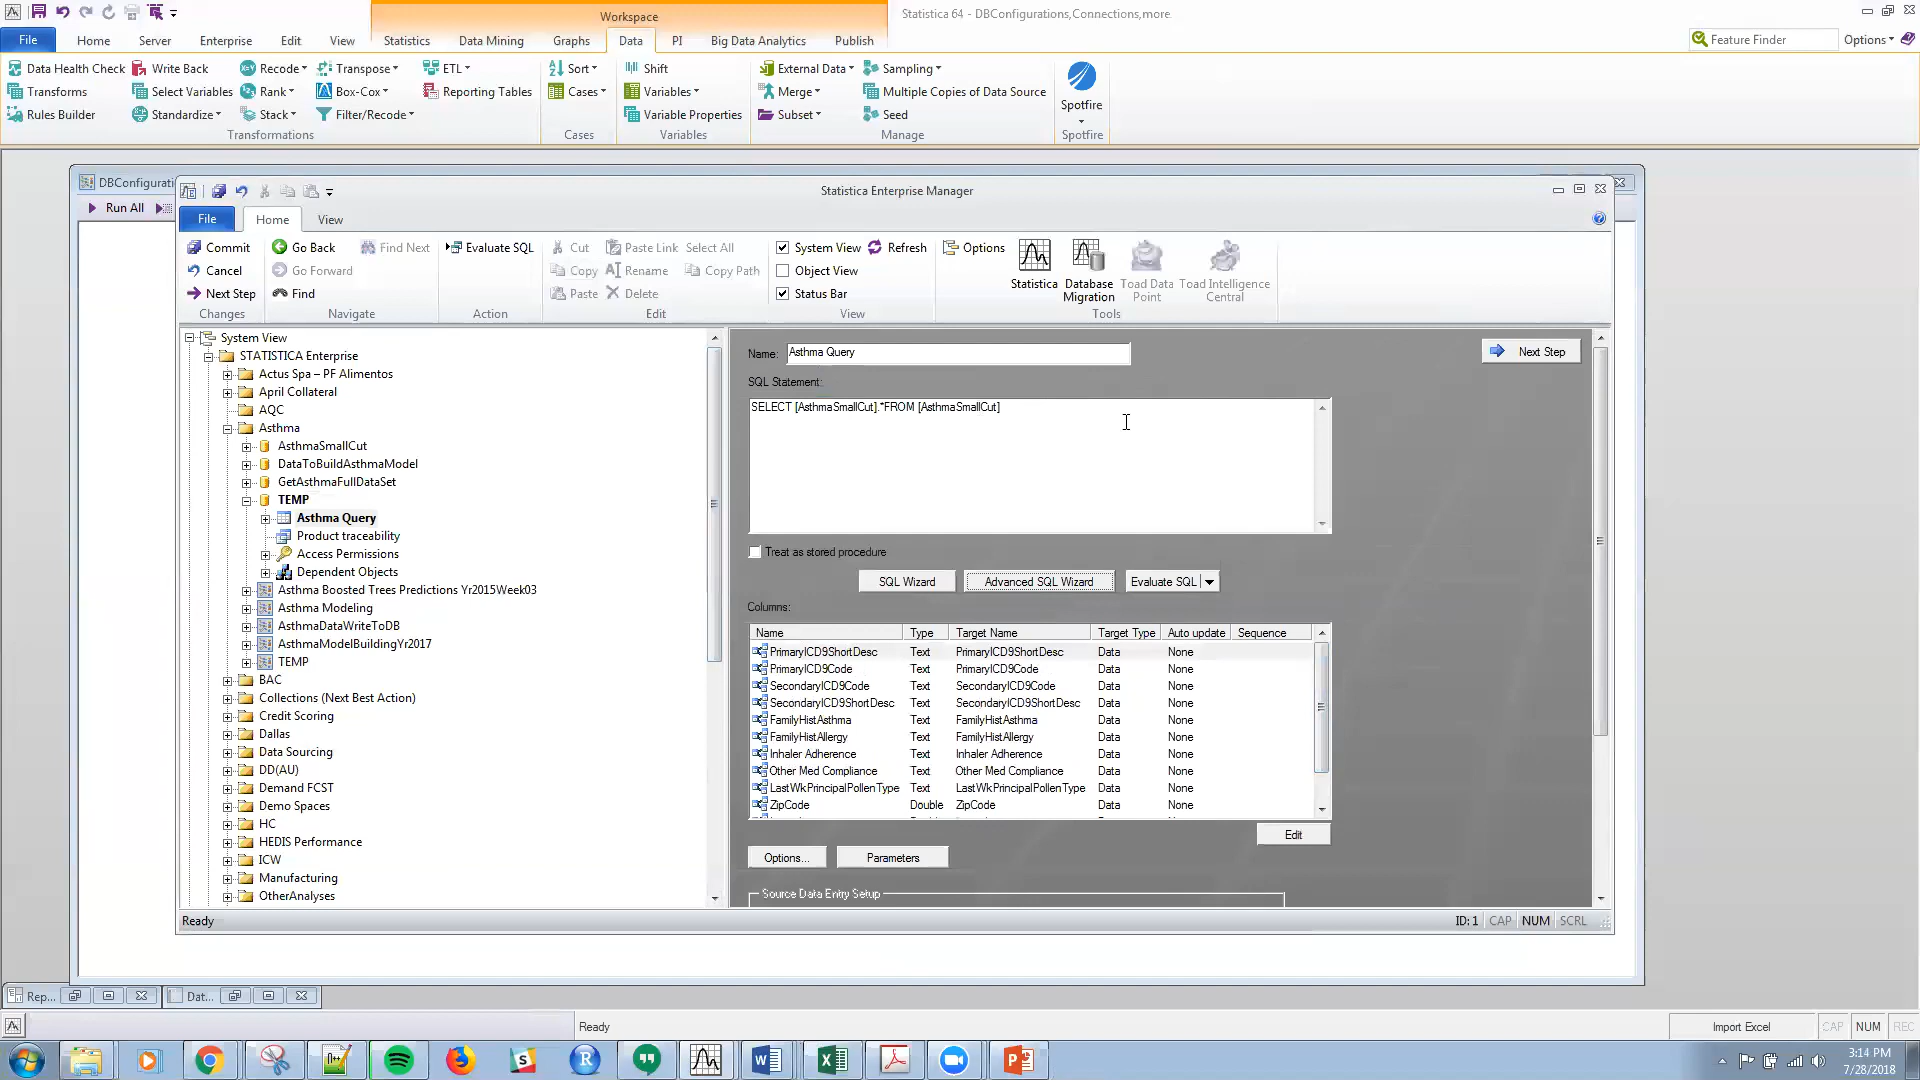 Workspace
Statistica 64 - DBConfigurations,Connections,more
File Home Server Enterprise Edit View Statistics Data Mining Graphs Data PI Big Data Analytics Publish
Feature Finder Options
Data Health Check Write Back Recode Transpose ETL Sort Shift External Data Sampling
Transforms Select Variables Rank Box-Cox Reporting Tables Cases Variables Merge Multiple Copies of Data Source
Rules Builder Standardize Stack Filter/Recode Variable Properties Subset Seed
Spotfire
Transformations Cases Variables Manage Spotfire
DBConfigurati
Statistica Enterprise Manager
Run All
File Home View
Commit Go Back Find Next Evaluate SQL Cut Paste Link Select All System View Refresh Options
Cancel Go Forward Copy Rename Copy Path Object View
Next Step Find Paste Delete Status Bar
Statistica Database Migration Toad Data Point Toad Intelligence Central
Changes Navigate Action Edit View Tools
System View
STATISTICA Enterprise
Actus Spa – PF Alimentos
April Collateral
AQC
Asthma
AsthmaSmallCut
DataToBuildAsthmaModel
GetAsthmaFullDataSet
TEMP
Asthma Query
Product traceability
Access Permissions
Dependent Objects
Asthma Boosted Trees Predictions Yr2015Week03
Asthma Modeling
AsthmaDataWriteToDB
AsthmaModelBuildingYr2017
TEMP
BAC
Collections (Next Best Action)
Credit Scoring
Dallas
Data Sourcing
DD(AU)
Demand FCST
Demo Spaces
HC
HEDIS Performance
ICW
Manufacturing
OtherAnalyses
Name: Asthma Query
Next Step
SQL Statement:
SELECT [AsthmaSmallCut].*FROM [AsthmaSmallCut]
Treat as stored procedure
SQL Wizard Advanced SQL Wizard Evaluate SQL
Columns:
Name Type Target Name Target Type Auto update Sequence
PrimaryICD9ShortDesc Text PrimaryICD9ShortDesc Data None
PrimaryICD9Code Text PrimaryICD9Code Data None
SecondaryICD9Code Text SecondaryICD9Code Data None
SecondaryICD9ShortDesc Text SecondaryICD9ShortDesc Data None
FamilyHistAsthma Text FamilyHistAsthma Data None
FamilyHistAllergy Text FamilyHistAllergy Data None
Inhaler Adherence Text Inhaler Adherence Data None
Other Med Compliance Text Other Med Compliance Data None
LastWkPrincipalPollenType Text LastWkPrincipalPollenType Data None
ZipCode Double ZipCode Data None
Edit
Options... Parameters
Source Data Entry Setup
Ready ID: 1 CAP NUM SCRL
Rep... Dat...
Ready Import Excel CAP NUM REC
3:14 PM
7/28/2018